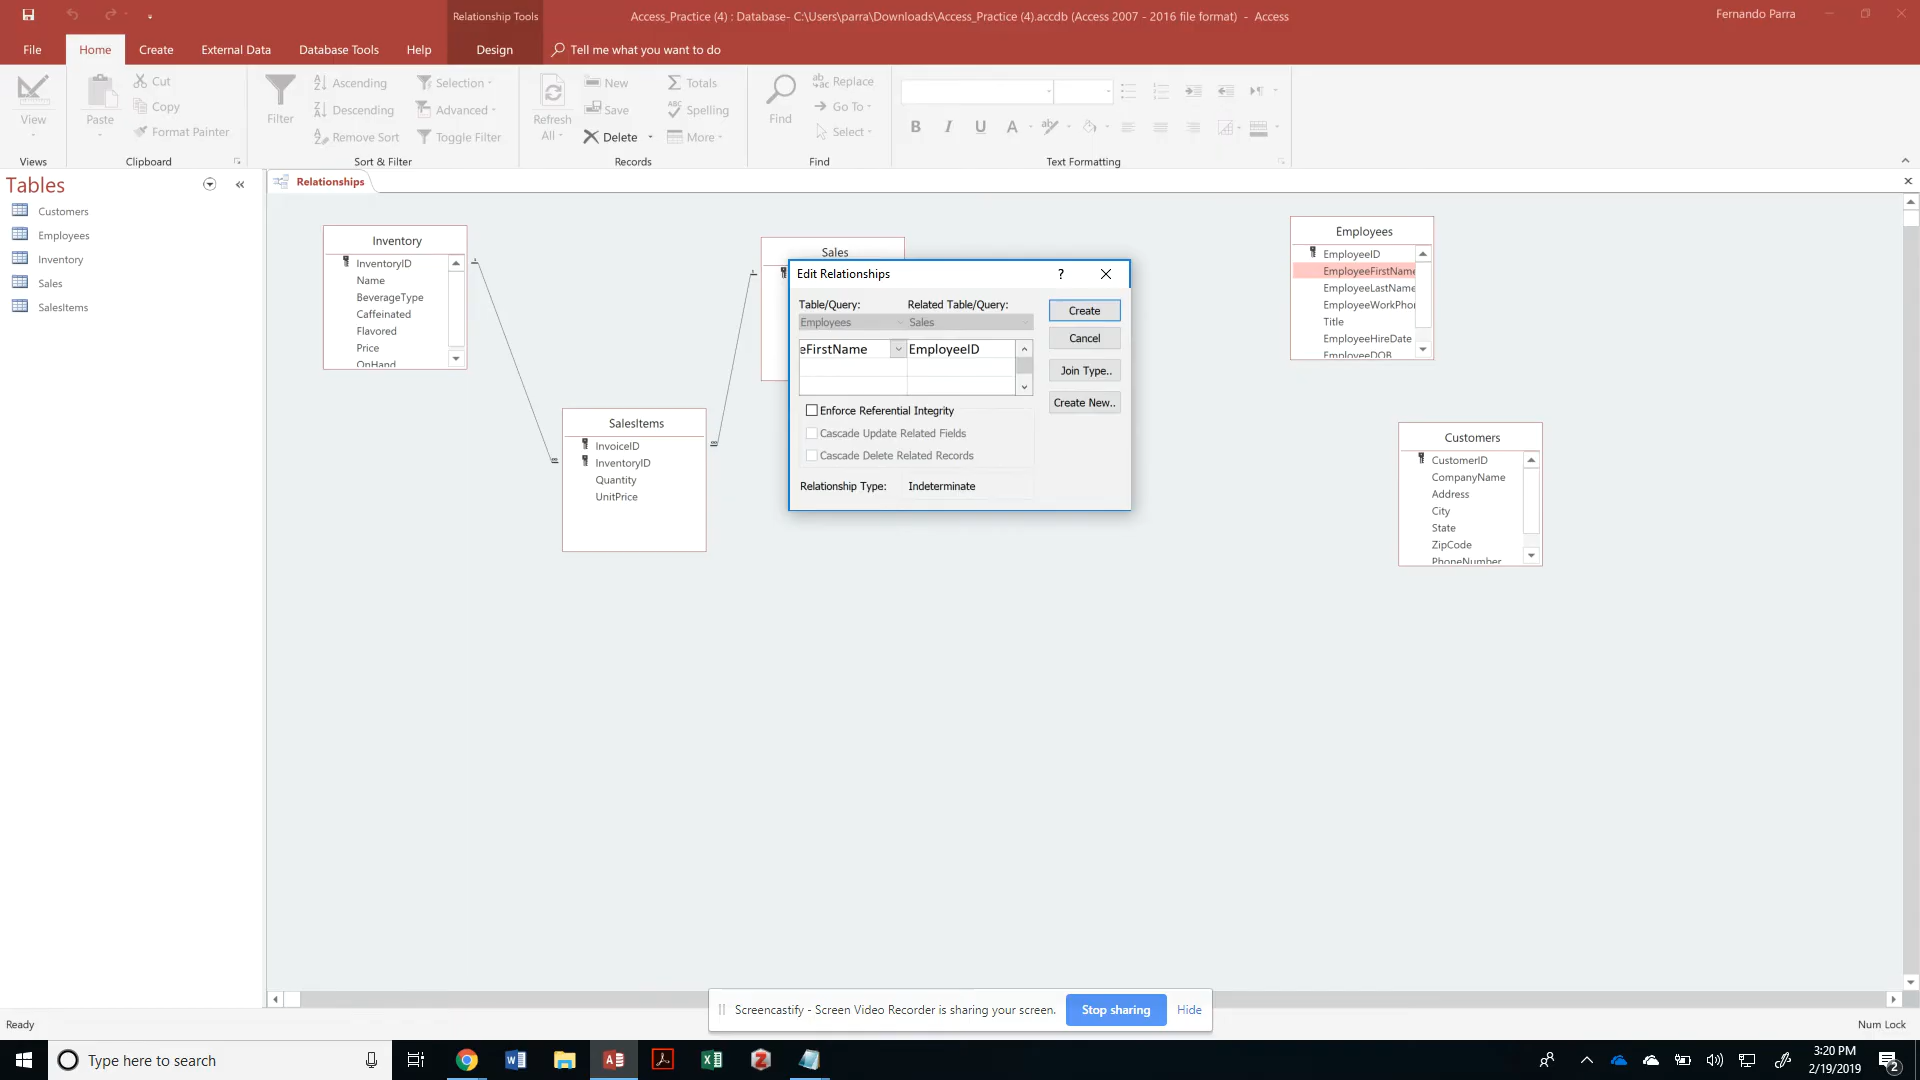 Relationship Tools
Access_Practice (4) : Database- C:\Users\parra\Downloads\Access_Practice (4).accdb (Access 2007 - 2016 file format) - Access
Fernando Parra
File
Home
Create
External Data
Database Tools
Help
Design
Tell me what you want to do
View
Paste
Cut
Copy
Format Painter
Filter
Ascending
Descending
Remove Sort
Selection
Advanced
Toggle Filter
Refresh
All
New
Save
Delete
Totals
Spelling
More
Find
Replace
Go To
Select
Views
Clipboard
Sort & Filter
Records
Find
Text Formatting
Tables
Customers
Employees
Inventory
Sales
SalesItems
Relationships
Inventory
InventoryID
Name
BeverageType
Caffeinated
Flavored
Price
OnHand
SalesItems
InvoiceID
InventoryID
Quantity
UnitPrice
Sales
Edit Relationships
Table/Query:
Related Table/Query:
Employees
Sales
eFirstName
EmployeeID
Enforce Referential Integrity
Cascade Update Related Fields
Cascade Delete Related Records
Relationship Type:
Indeterminate
Create
Cancel
Join Type..
Create New..
Employees
EmployeeID
EmployeeFirstName
EmployeeLastName
EmployeeWorkPhor
Title
EmployeeHireDate
EmployeeDOB
Customers
CustomerID
CompanyName
Address
City
State
ZipCode
PhoneNumber
Screencastify - Screen Video Recorder is sharing your screen.
Stop sharing
Hide
Ready
Num Lock
Type here to search
3:20 PM
2/19/2019
2